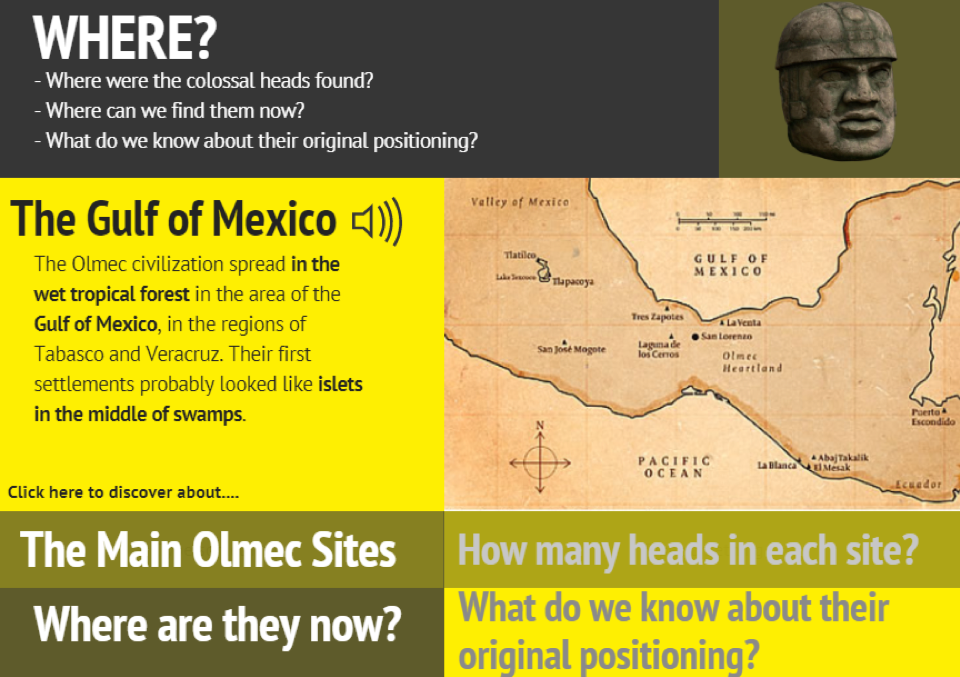 WHERE?
- Where were the colossal heads found?
- Where can we find them now?
- What do we know about their original positioning?
The Gulf of Mexico
The Olmec civilization spread in the
wet tropical forest in the area of the
Gulf of Mexico, in the regions of
Tabasco and Veracruz. Their first
settlements probably looked like islets
in the middle of swamps.
Click here to discover about....
Valley of Mexico
GULF OF
MEXICO
Tlatilco
Lake Texcoco
Tlapacoya
Tres Zapotes
La Venta
San Lorenzo
Laguna de
los Cerros
San José Mogote
Olmec
Heartland
Puerto
Escondido
N
PACIFIC
OCEAN
La Blanca
Abaj Takalik
El Mesak
Ecuador
The Main Olmec Sites
How many heads in each site?
Where are they now?
What do we know about their
original positioning?